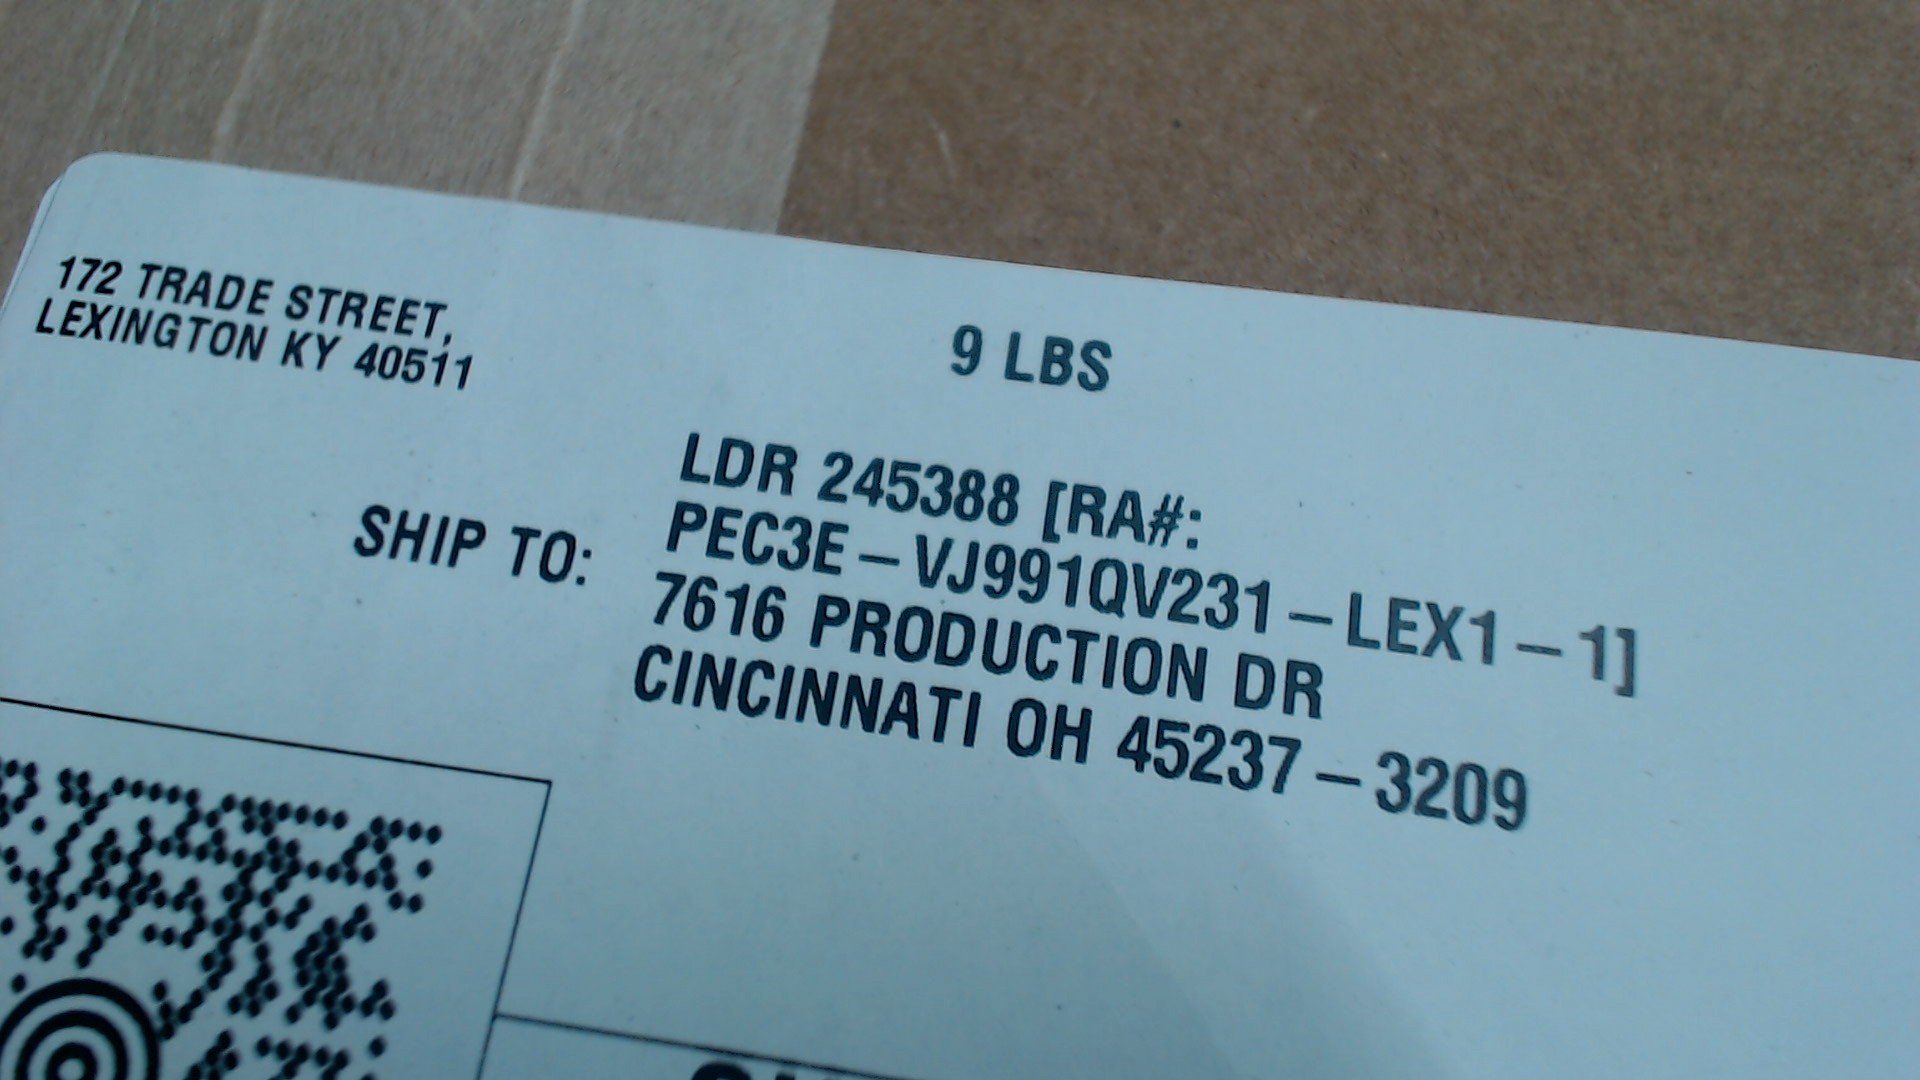 172 TRADE STREET,
LEXINGTON KY 40511
9 LBS
SHIP TO:
LDR 245388 [RA#:
PEC3E-VJ991QV231-LEX1-1]
7616 PRODUCTION DR
CINCINNATI OH 45237-3209